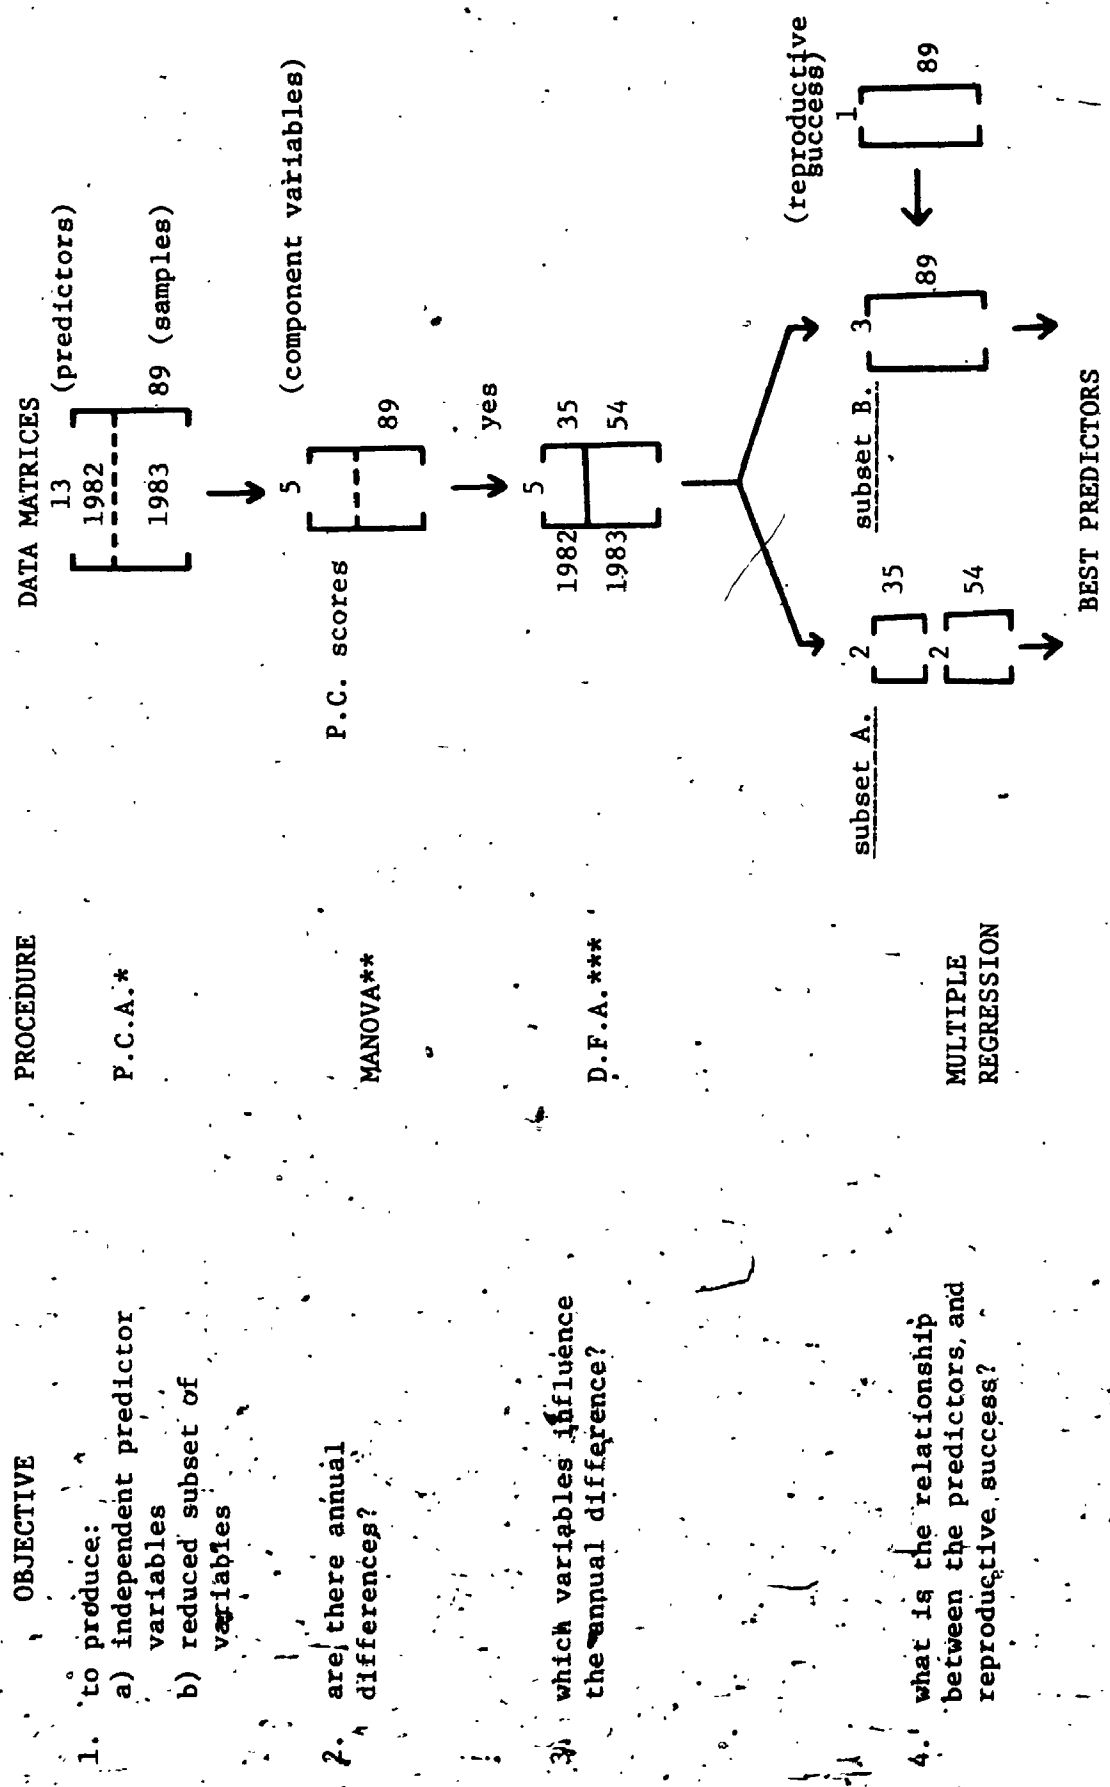 OBJECTIVE
PROCEDURE
DATA MATRICES
1. to produce:
a) independent predictor
variables
b) reduced subset of
variables
P.C.A.*
13 (predictors)
1982
1983
89 (samples)
2. are there annual
differences?
MANOVA**
P.C. scores
5 (component variables)
89
yes
3. which variables influence
the annual difference?
D.F.A.***
5
1982 35
1983 54
4. what is the relationship
between the predictors and
reproductive success?
MULTIPLE
REGRESSION
subset A.
2
35
2
54
subset B.
3
89
(reproductive
success)
1
89
BEST PREDICTORS